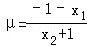 μ = (-1 - x₁) / (x₂+1)